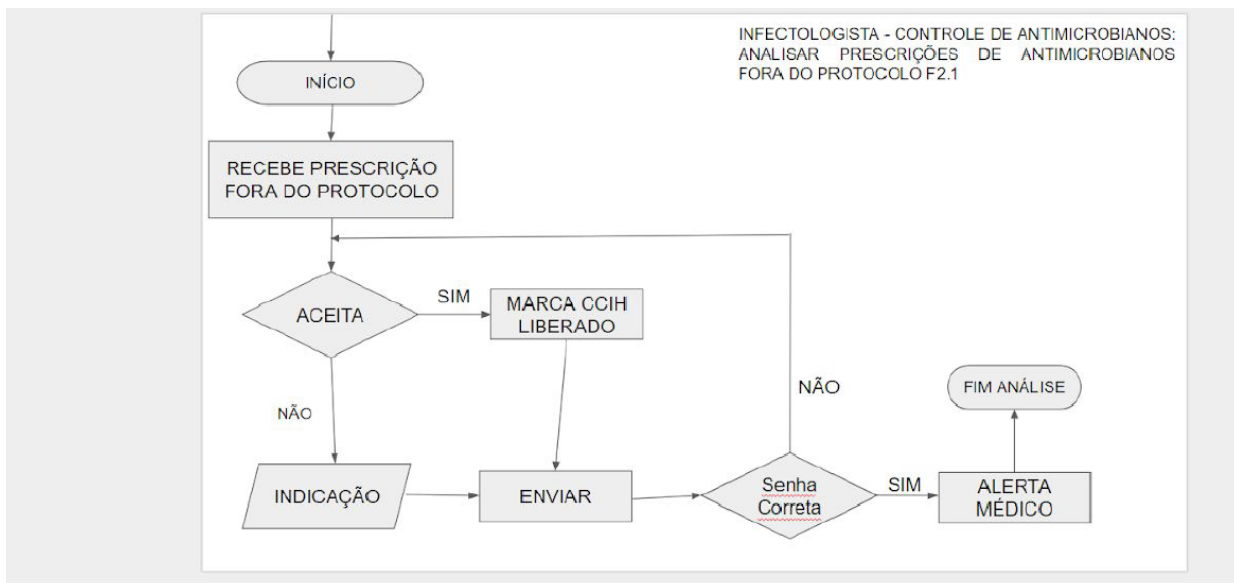 INFECTOLOGISTA - CONTROLE DE ANTIMICROBIANOS:
ANALISAR PRESCRIÇÕES DE ANTIMICROBIANOS
FORA DO PROTOCOLO F2.1
INÍCIO
RECEBE PRESCRIÇÃO
FORA DO PROTOCOLO
ACEITA
SIM
MARCA CCIH
LIBERADO
NÃO
INDICAÇÃO
ENVIAR
Senha
Correta
NÃO
SIM
ALERTA
MÉDICO
FIM ANÁLISE